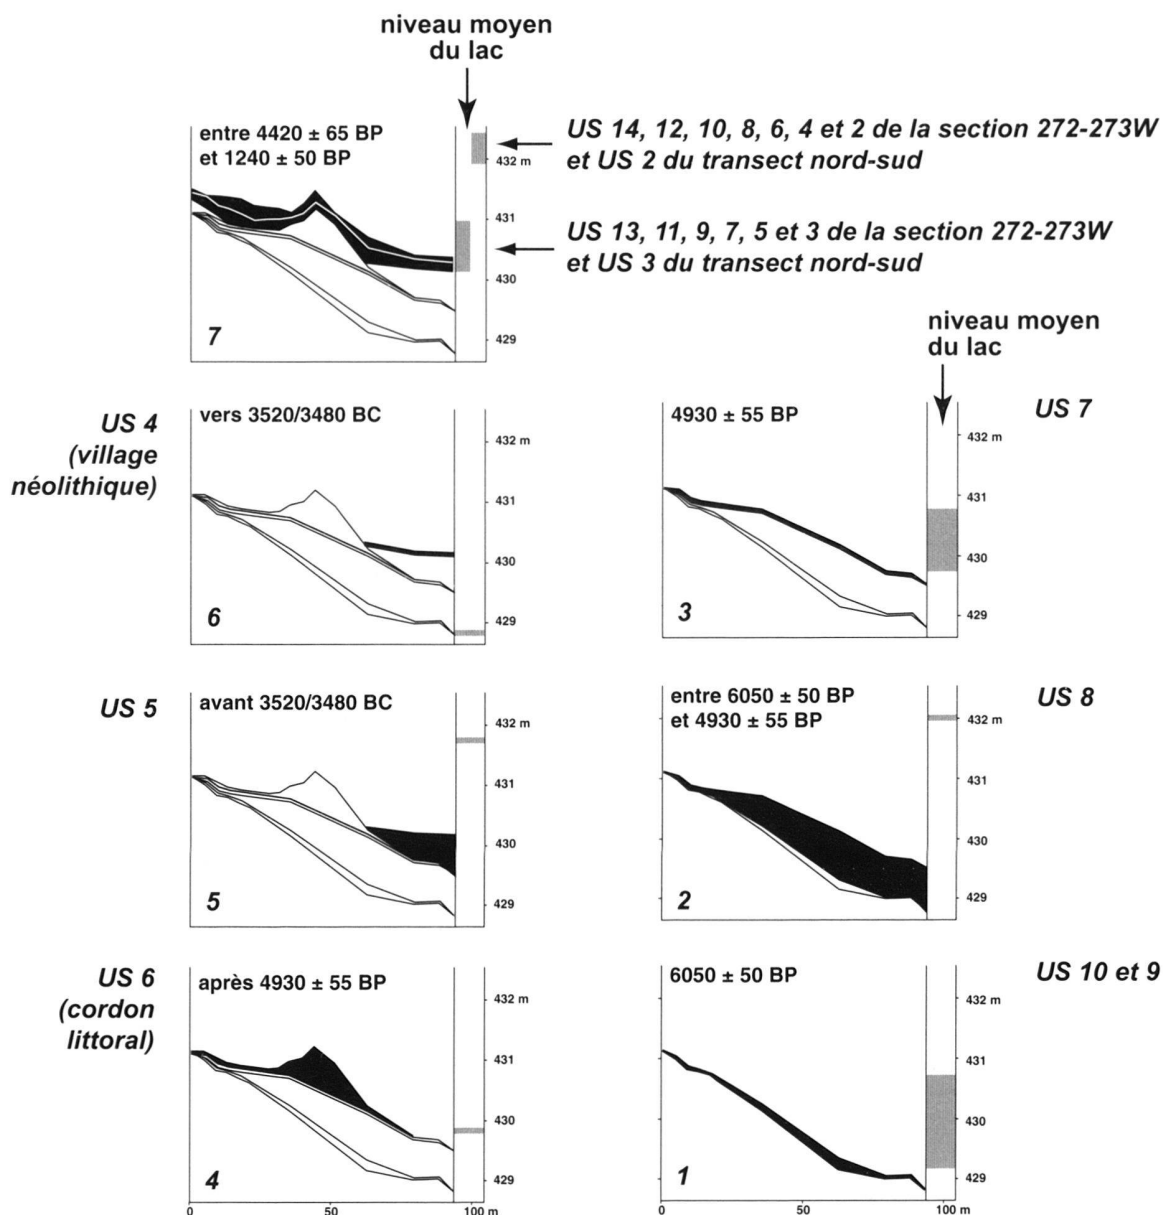 niveau moyen
du lac
entre 4420 ± 65 BP
et 1240 ± 50 BP
432 m
431
430
429
7
US 14, 12, 10, 8, 6, 4 et 2 de la section 272-273W
et US 2 du transect nord-sud
US 13, 11, 9, 7, 5 et 3 de la section 272-273W
et US 3 du transect nord-sud
niveau moyen
du lac
US 4
(village
néolithique)
vers 3520/3480 BC
432 m
431
430
429
6
4930 ± 55 BP
432 m
431
430
429
3
US 7
US 5
avant 3520/3480 BC
432 m
431
430
429
5
entre 6050 ± 50 BP
et 4930 ± 55 BP
432 m
431
430
429
2
US 8
US 6
(cordon
littoral)
après 4930 ± 55 BP
432 m
431
430
429
4
0
50
100 m
6050 ± 50 BP
432 m
431
430
429
1
0
50
100 m
US 10 et 9